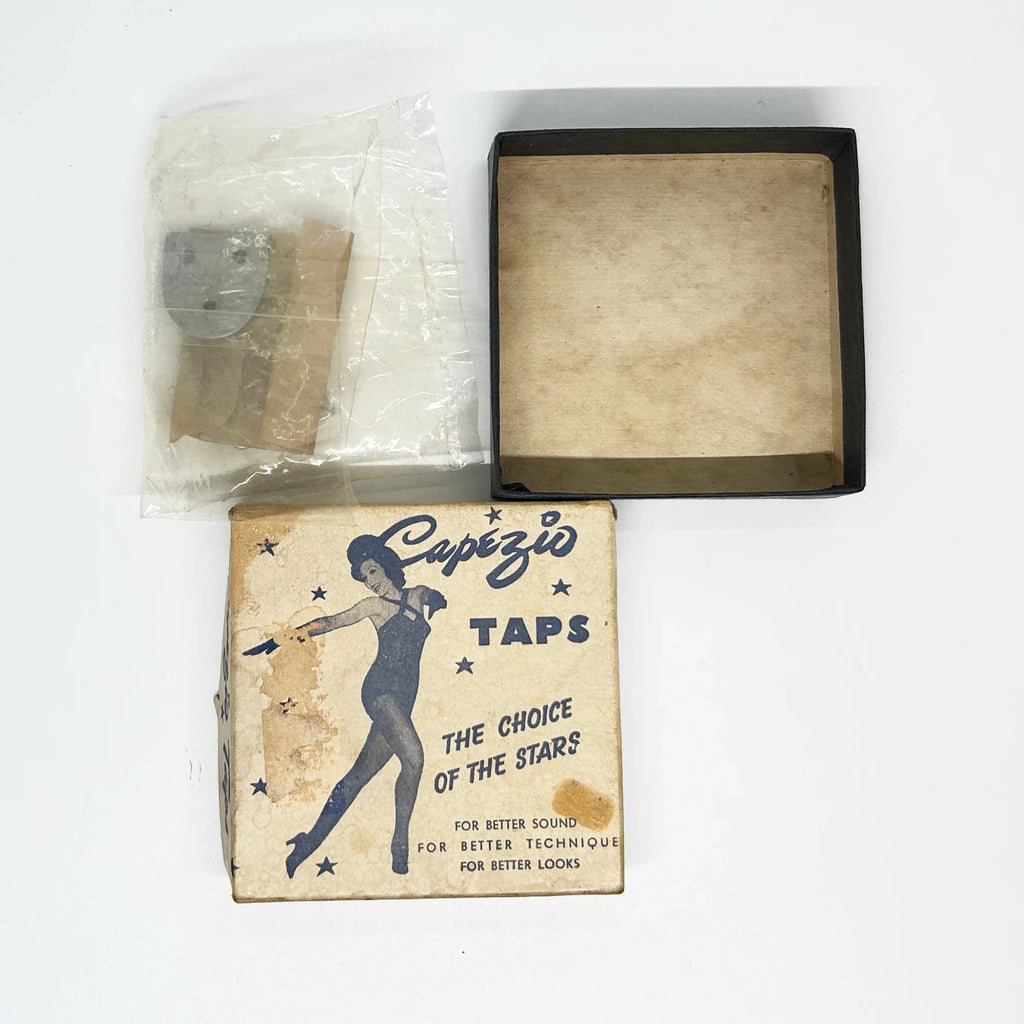 Capezio
TAPS
THE CHOICE
OF THE STARS
FOR BETTER SOUND
FOR BETTER TECHNIQUE
FOR BETTER LOOKS